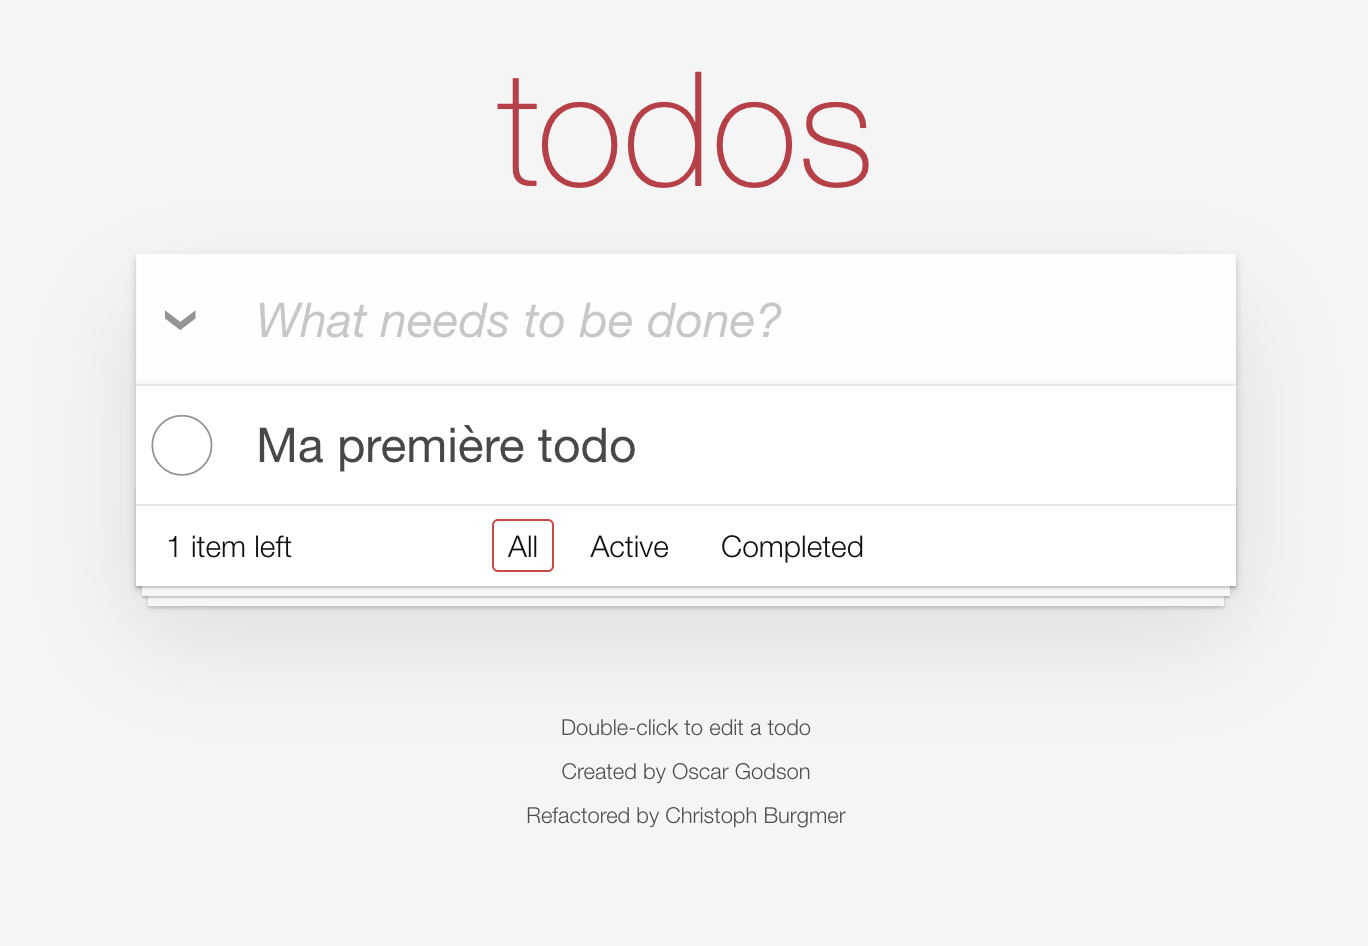 todos
What needs to be done?
Ma première todo
1 item left All Active Completed
Double-click to edit a todo
Created by Oscar Godson
Refactored by Christoph Burgmer